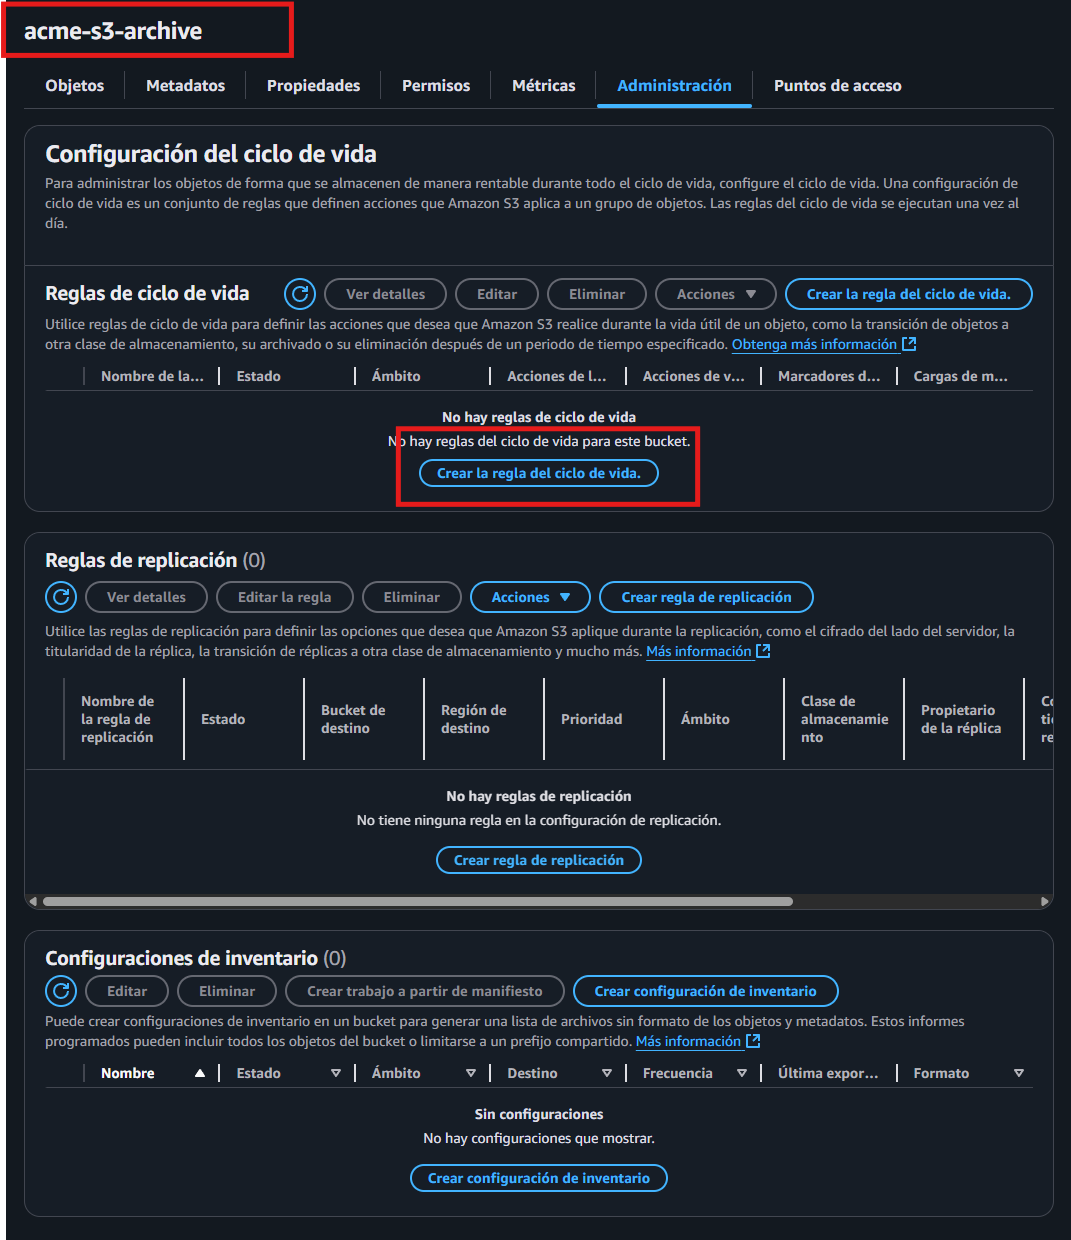 acme-s3-archive
Objetos Metadatos Propiedades Permisos Métricas Administración Puntos de acceso
Configuración del ciclo de vida
Para administrar los objetos de forma que se almacenen de manera rentable durante todo el ciclo de vida, configure el ciclo de vida. Una configuración de
ciclo de vida es un conjunto de reglas que definen acciones que Amazon S3 aplica a un grupo de objetos. Las reglas del ciclo de vida se ejecutan una vez al
día.
Reglas de ciclo de vida Ver detalles Editar Eliminar Acciones Crear la regla del ciclo de vida.
Utilice reglas de ciclo de vida para definir las acciones que desea que Amazon S3 realice durante la vida útil de un objeto, como la transición de objetos a
otra clase de almacenamiento, su archivado o su eliminación después de un periodo de tiempo especificado. Obtenga más información
Nombre de la... Estado Ámbito Acciones de l... Acciones de v... Marcadores d... Cargas de m...
No hay reglas de ciclo de vida
No hay reglas del ciclo de vida para este bucket.
Crear la regla del ciclo de vida.
Reglas de replicación (0)
Ver detalles Editar la regla Eliminar Acciones Crear regla de replicación
Utilice las reglas de replicación para definir las opciones que desea que Amazon S3 aplique durante la replicación, como el cifrado del lado del servidor, la
titularidad de la réplica, la transición de réplicas a otra clase de almacenamiento y mucho más. Más información
Nombre de
la regla de
replicación
Estado
Bucket de
destino
Región de
destino
Prioridad
Ámbito
Clase de
almacenamie
nto
Propietario
de la réplica
No hay reglas de replicación
No tiene ninguna regla en la configuración de replicación.
Crear regla de replicación
Configuraciones de inventario (0)
Editar Eliminar Crear trabajo a partir de manifiesto Crear configuración de inventario
Puede crear configuraciones de inventario en un bucket para generar una lista de archivos sin formato de los objetos y metadatos. Estos informes
programados pueden incluir todos los objetos del bucket o limitarse a un prefijo compartido. Más información
Nombre Estado Ámbito Destino Frecuencia Última expor... Formato
Sin configuraciones
No hay configuraciones que mostrar.
Crear configuración de inventario